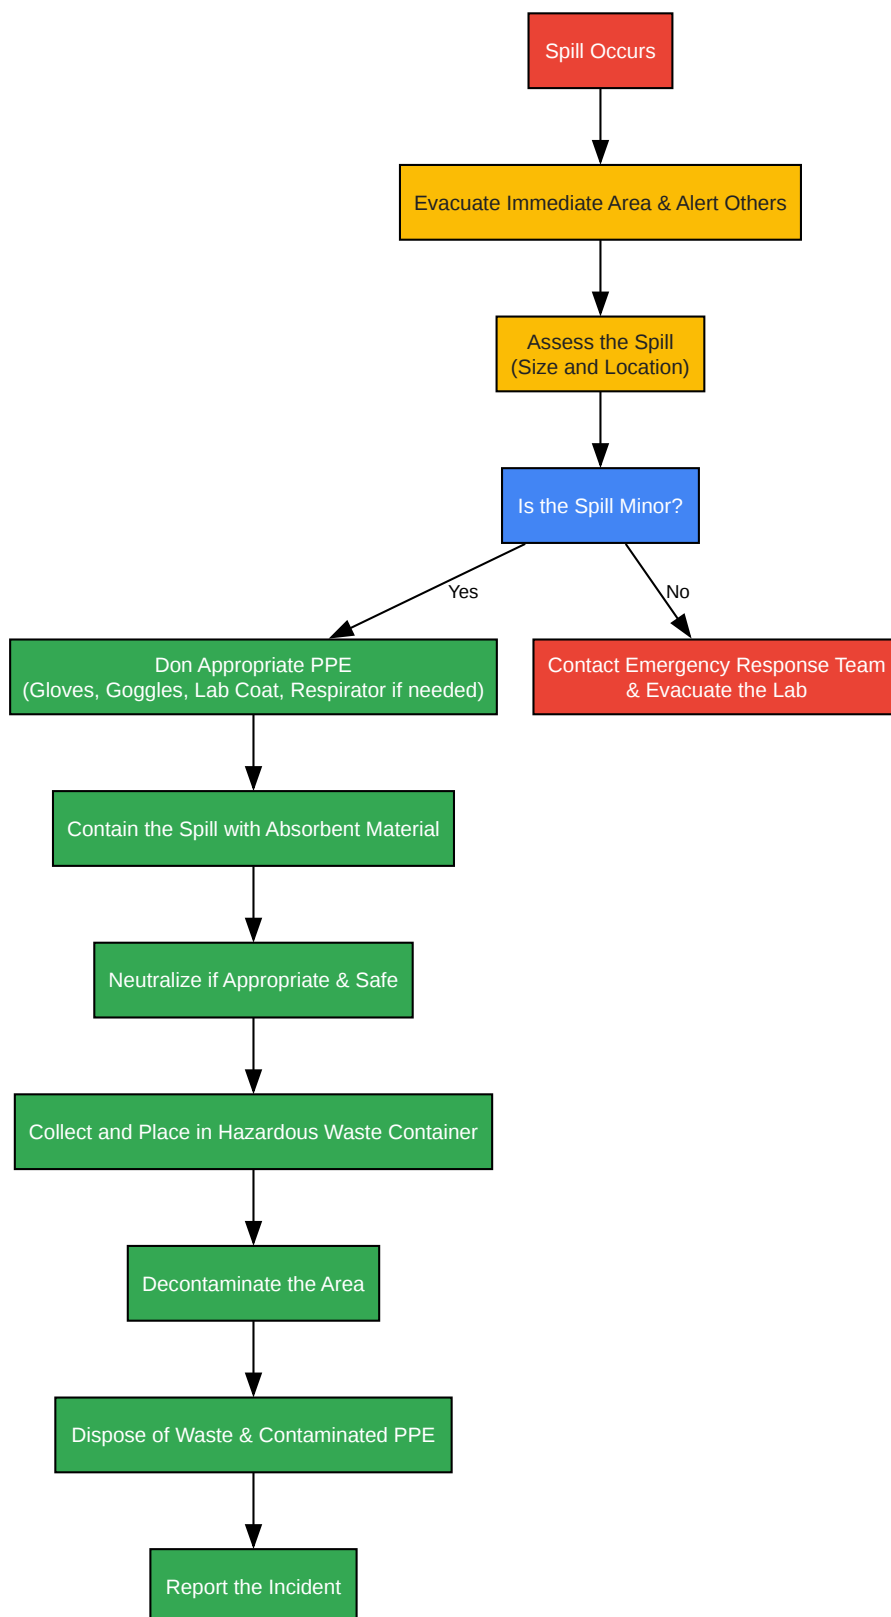 Spill Occurs
Evacuate Immediate Area & Alert Others
Assess the Spill
(Size and Location)
Is the Spill Minor?
Yes
No
Don Appropriate PPE
(Gloves, Goggles, Lab Coat, Respirator if needed)
Contact Emergency Response Team
& Evacuate the Lab
Contain the Spill with Absorbent Material
Neutralize if Appropriate & Safe
Collect and Place in Hazardous Waste Container
Decontaminate the Area
Dispose of Waste & Contaminated PPE
Report the Incident